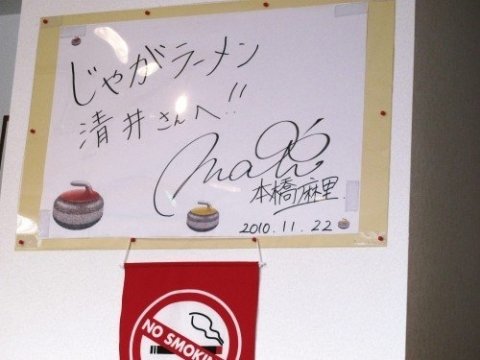 じゃがラーメン
清井さんへ!!
Mari
本橋麻里
2010.11.22
NO SMOKING